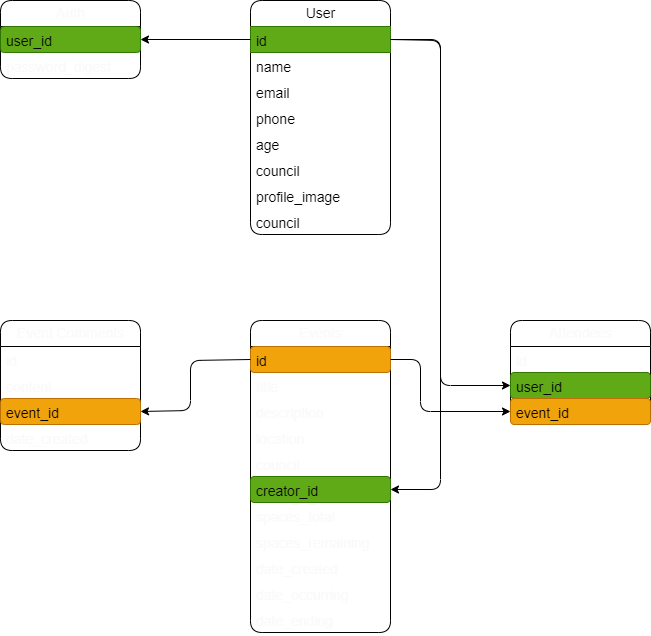 Auth
user_id
password_digest
User
id
name
email
phone
age
council
profile_image
council
Event Comments
id
content
event_id
date_created
Events
id
title
description
location
council
creator_id
spaces_total
spaces_remaining
date_created
date_occuring
date_ending
Attendees
id
user_id
event_id